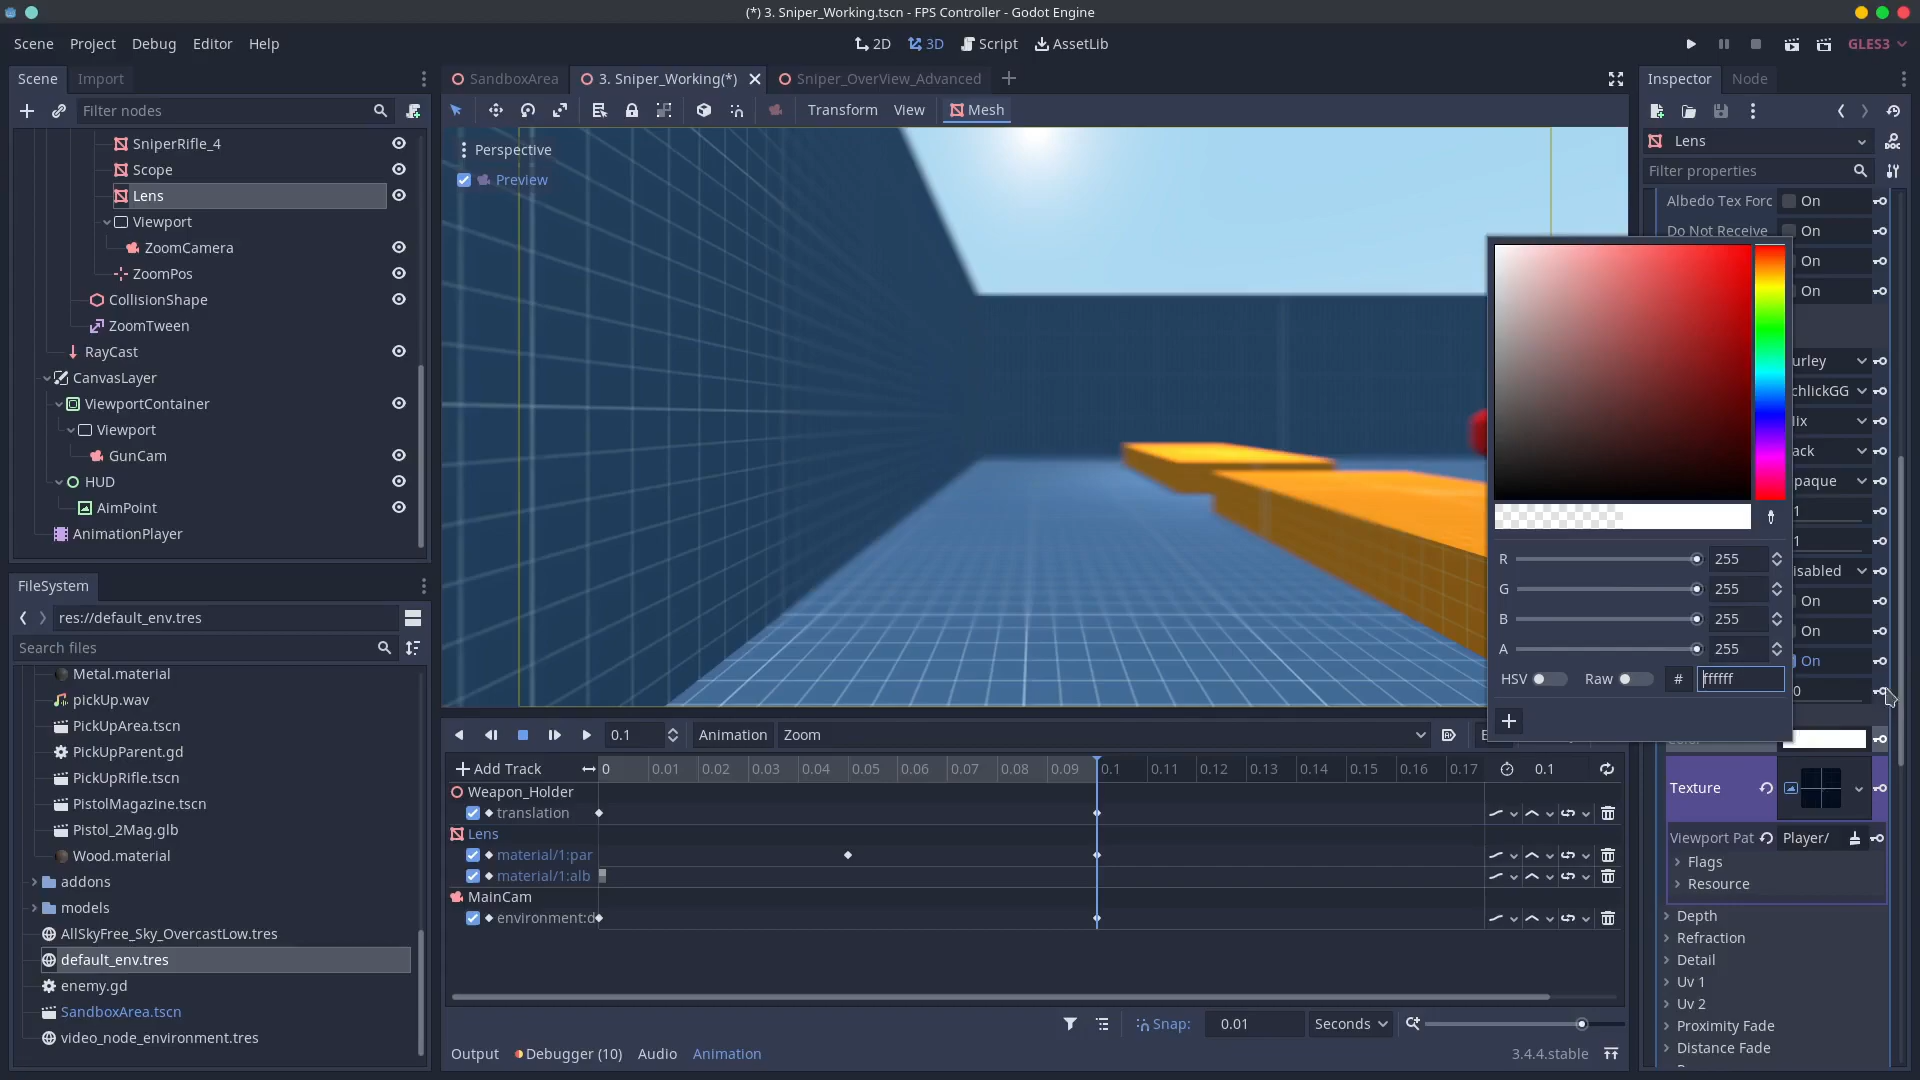 (*) 3. Sniper_Working.tscn - FPS Controller - Godot Engine
Scene Project Debug Editor Help
2D 3D Script AssetLib
GLES3
Scene Import
SandboxArea 3. Sniper_Working(*) Sniper_OverView_Advanced
Inspector Node
Filter nodes
Transform View Mesh
SniperRifle_4
Scope
Lens
Viewport
ZoomCamera
ZoomPos
CollisionShape
ZoomTween
RayCast
CanvasLayer
ViewportContainer
Viewport
GunCam
HUD
AimPoint
AnimationPlayer
Perspective
Preview
Lens
Filter properties
Albedo Tex Forc On
Do Not Receive On
On
On
urley
chlickGG
lix
ack
paque
1
1
isabled
On
On
On
0
R 255
G 255
B 255
A 255
HSV Raw # ffffff
Texture
Viewport Pat Player/
Flags
Resource
Depth
Refraction
Detail
Uv 1
Uv 2
Proximity Fade
Distance Fade
FileSystem
res://default_env.tres
Search files
Metal.material
pickUp.wav
PickUpArea.tscn
PickUpParent.gd
PickUpRifle.tscn
PistolMagazine.tscn
Pistol_2Mag.glb
Wood.material
addons
models
AllSkyFree_Sky_OvercastLow.tres
default_env.tres
enemy.gd
SandboxArea.tscn
video_node_environment.tres
0.1 Animation Zoom
Add Track 0 0.01 0.02 0.03 0.04 0.05 0.06 0.07 0.08 0.09 0.1 0.11 0.12 0.13 0.14 0.15 0.16 0.17 0.1
Weapon_Holder
translation
Lens
material/1:par
material/1:alb
MainCam
environment:d
Snap: 0.01 Seconds
Output Debugger (10) Audio Animation 3.4.4.stable